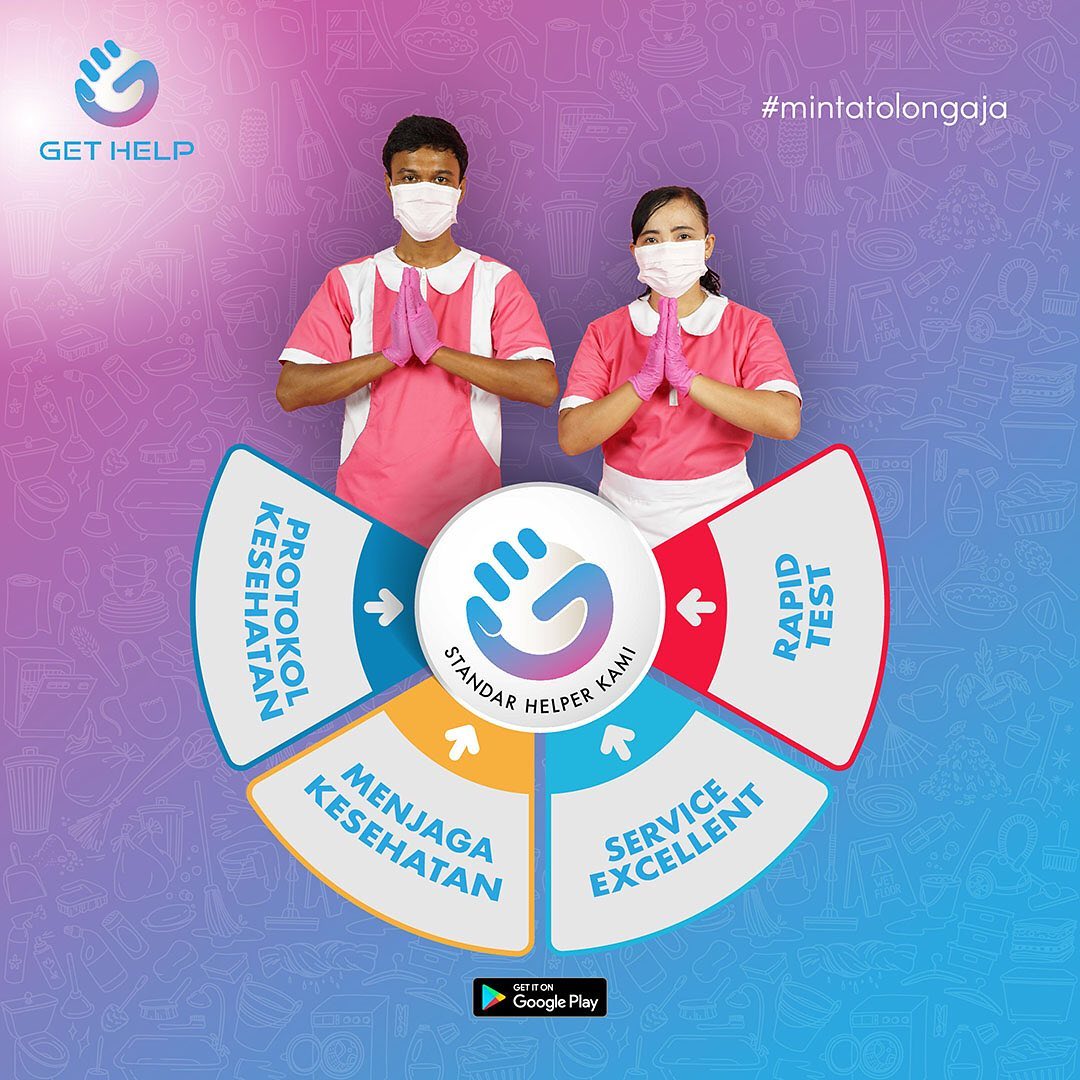 GET HELP
#mintatolongaja
PROTOKOL
KESEHATAN
MENJAGA
KESEHATAN
SERVICE
EXCELLENT
RAPID
TEST
STANDAR HELPER KAMI
GET IT ON
Google Play